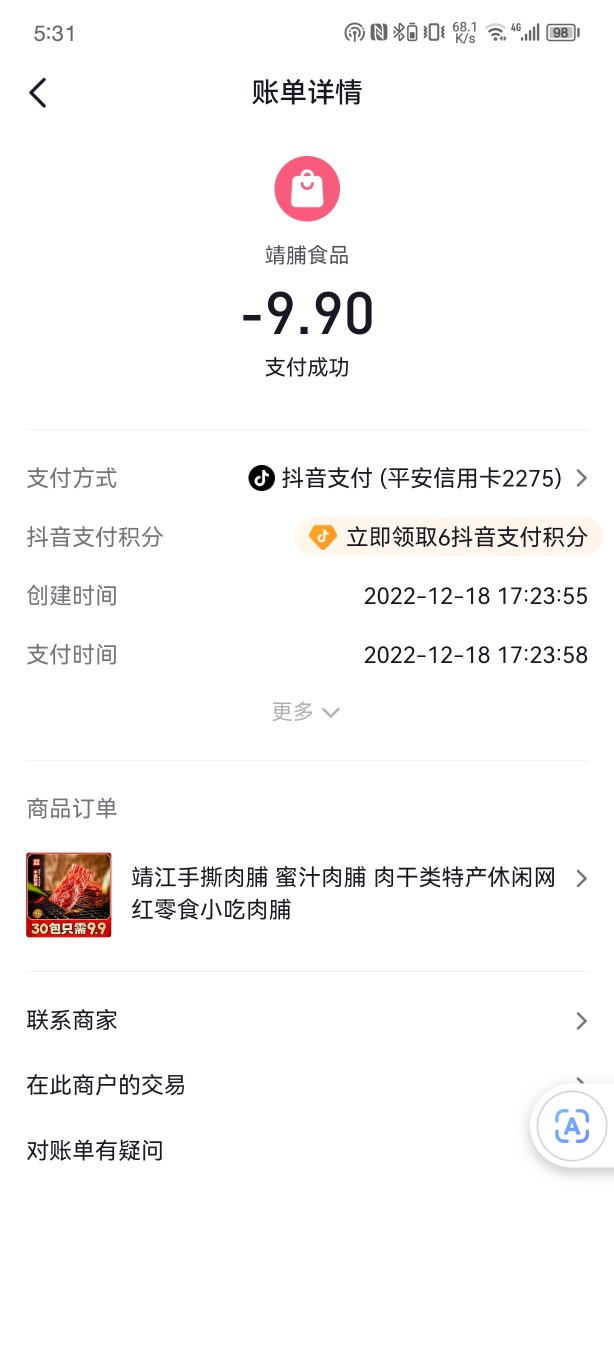 5:31
68.1
K/s
4G
98
账单详情
靖脯食品
-9.90
支付成功
支付方式
抖音支付 (平安信用卡2275)
抖音支付积分
立即领取6抖音支付积分
创建时间
2022-12-18 17:23:55
支付时间
2022-12-18 17:23:58
更多
商品订单
30包只需9.9
靖江手撕肉脯 蜜汁肉脯 肉干类特产休闲网
红零食小吃肉脯
联系商家
在此商户的交易
A
对账单有疑问